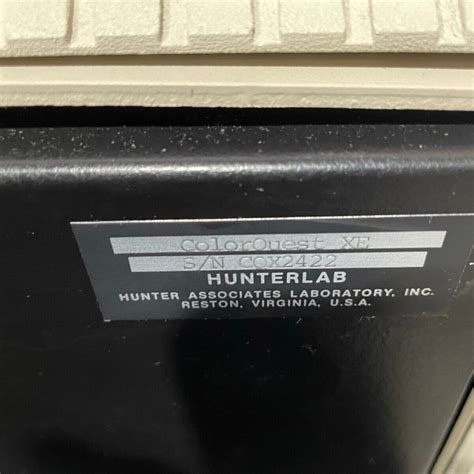 ColorQuest XE
S/N CQX2422
HUNTERLAB
HUNTER ASSOCIATES LABORATORY, INC.
RESTON, VIRGINIA, U.S.A.